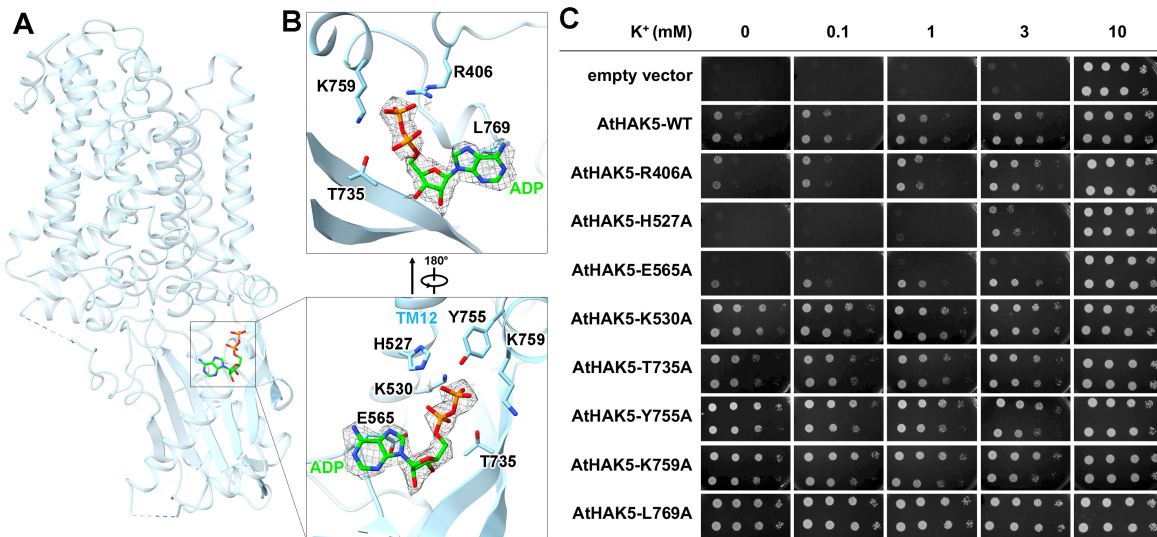 A
B
K759
R406
L769
T735
ADP
180°
TM12
Y755
H527
K759
K530
E565
ADP
T735
C
K⁺ (mM) 0 0.1 1 3 10
empty vector
AtHAK5-WT
AtHAK5-R406A
AtHAK5-H527A
AtHAK5-E565A
AtHAK5-K530A
AtHAK5-T735A
AtHAK5-Y755A
AtHAK5-K759A
AtHAK5-L769A